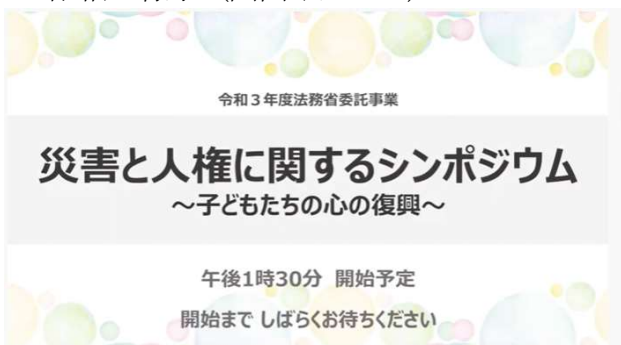 令和３年度法務省委託事業
災害と人権に関するシンポジウム
～子どもたちの心の復興～
午後1時30分 開始予定
開始まで しばらくお待ちください